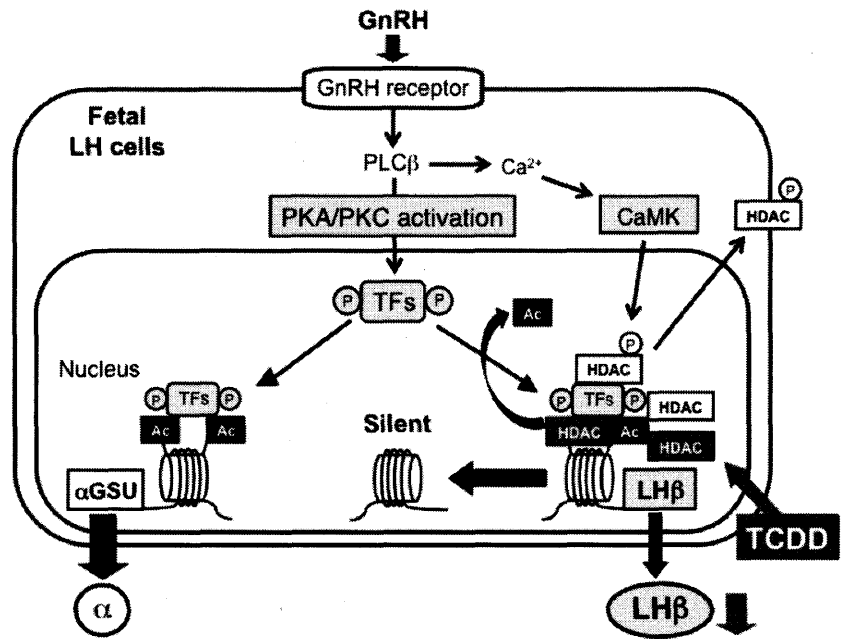 GnRH
GnRH receptor
Fetal
LH cells
PLCβ
Ca²⁺
PKA/PKC activation
CaMK
P
HDAC
P TFs P
Ac
P
HDAC
Nucleus
P TFs P
P TFs P
HDAC
Ac Ac
Silent
HDAC Ac
HDAC
αGSU
LHβ
TCDD
α
LHβ